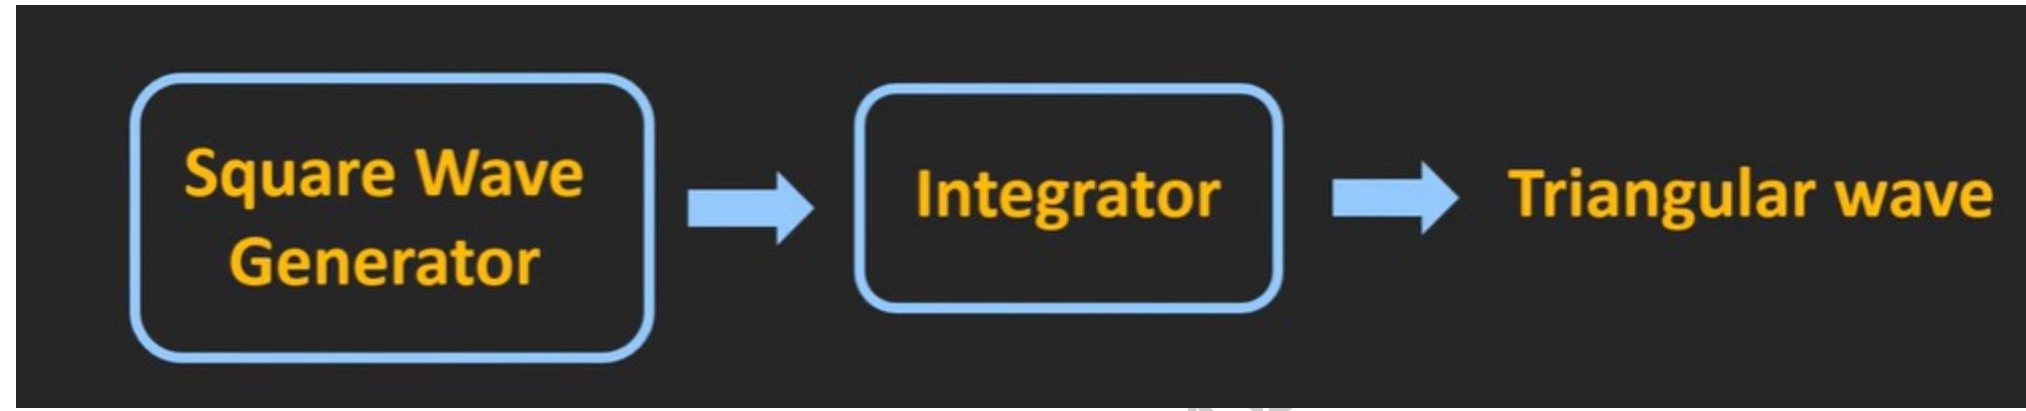 Square Wave
Generator
Integrator
Triangular wave